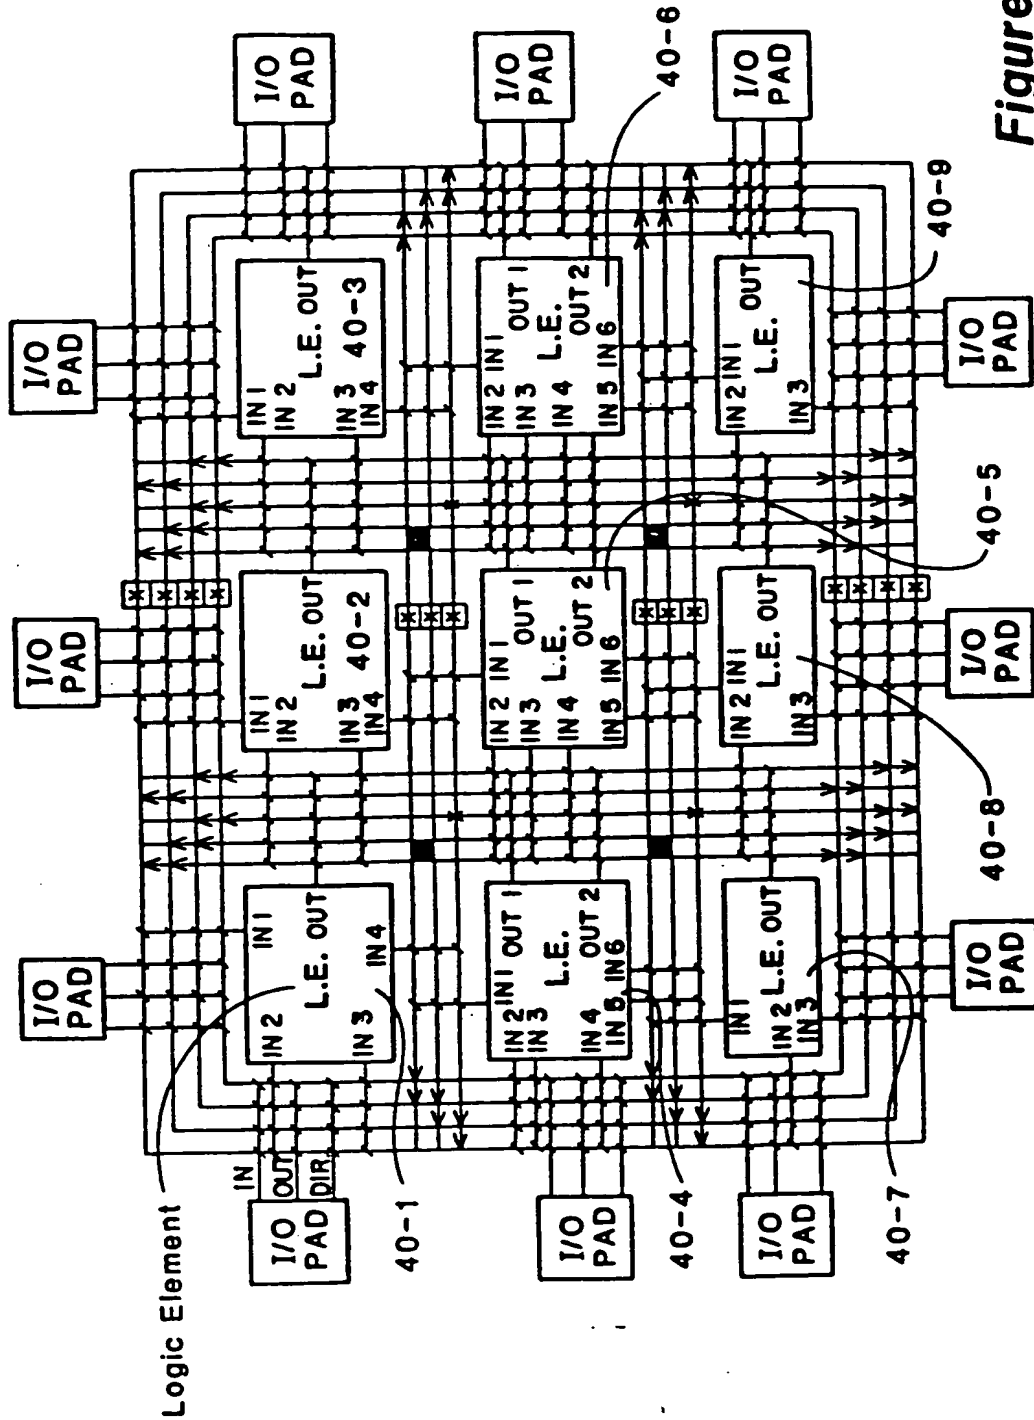 I/O
PAD
I/O
PAD
I/O
PAD
Logic Element
I/O
PAD
IN
OUT
DIR
IN 1
IN 2
L.E. OUT
IN 3
IN 4
IN 1
IN 2
L.E. OUT
IN 3 40-2
IN 4
IN 1
IN 2
L.E. OUT
IN 3 40-3
IN 4
I/O
PAD
40-1
I/O
PAD
IN 1
IN 2 OUT 1
IN 3
L.E.
IN 4 OUT 2
IN 5 IN 6
IN 2 IN 1
IN 3 OUT 1
L.E.
IN 4
OUT 2
IN 5 IN 6
IN 2 IN 1
IN 3 OUT 1
L.E.
IN 4
OUT 2
IN 5 IN 6
I/O
PAD
40-4
40-6
I/O
PAD
IN 1
IN 2 L.E. OUT
IN 3
IN 2 IN 1
L.E. OUT
IN 3
IN 2 IN 1 OUT
L.E.
IN 3
I/O
PAD
40-7
40-9
I/O
PAD
I/O
PAD
I/O
PAD
40-8
40-5
Figure